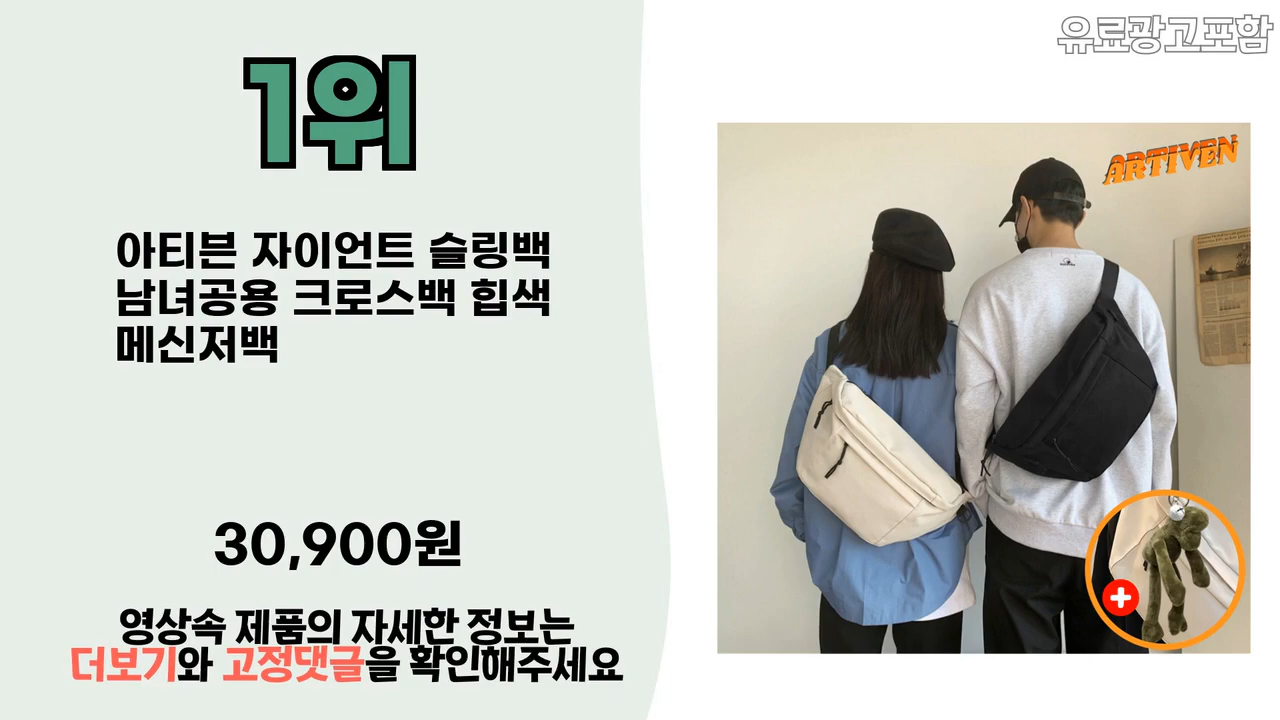 유료광고포함
1위
아티븐 자이언트 슬링백
남녀공용 크로스백 힙색
메신저백
30,900원
영상속 제품의 자세한 정보는
더보기와 고정댓글을 확인해주세요
ARTIVEN